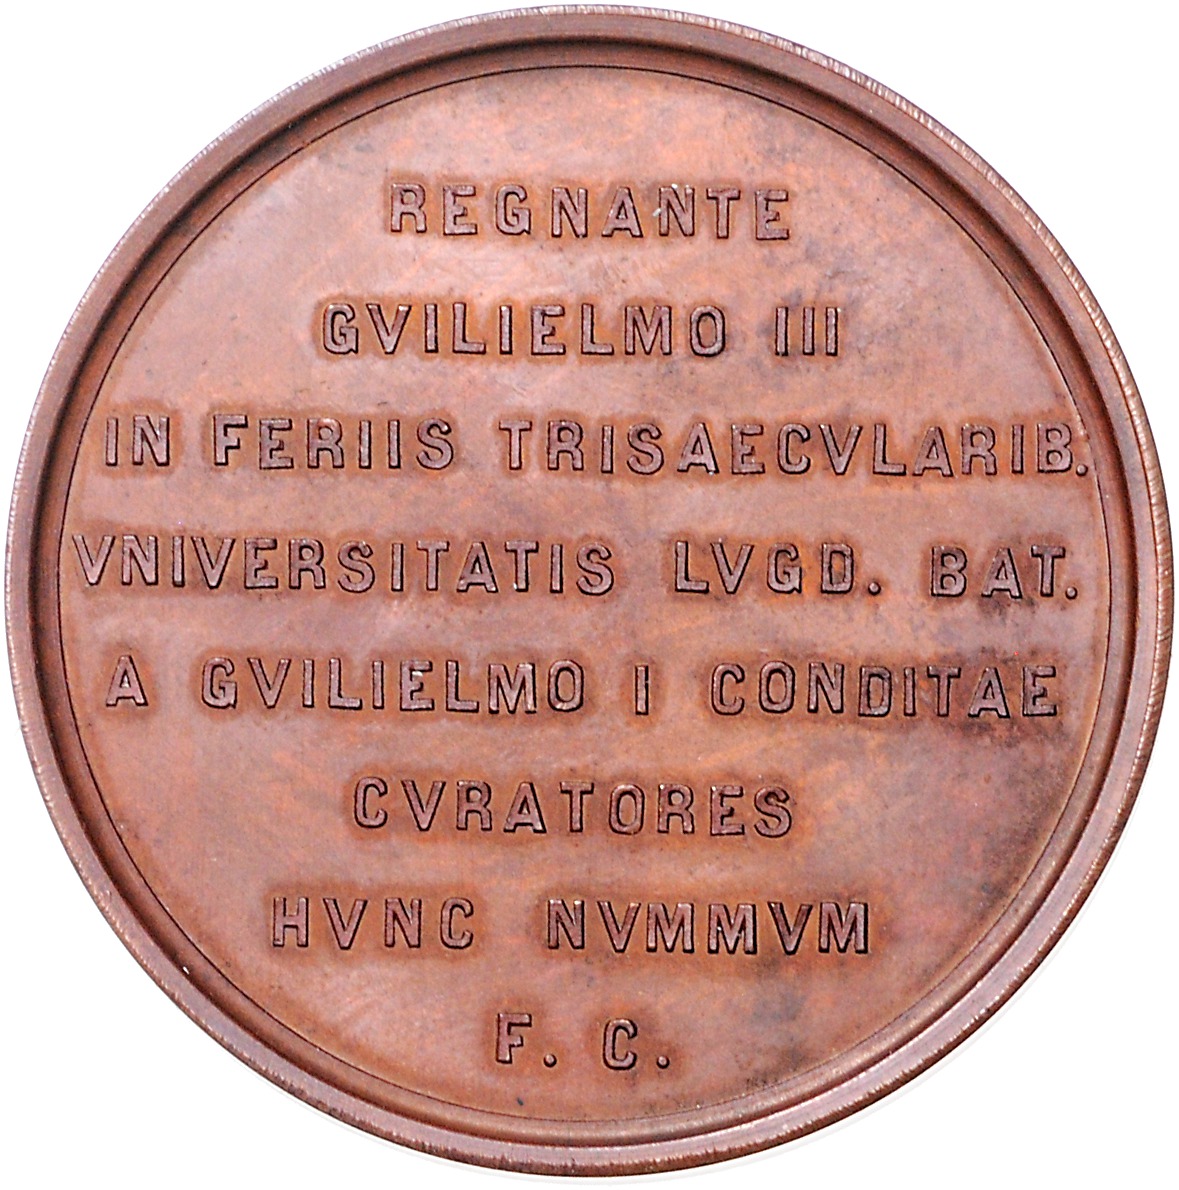 REGNANTE
GVILIELMO III
IN FERIIS TRISAECVLARIB.
VNIVERSITATIS LVGD. BAT.
A GVILIELMO I CONDITAE
CVRATORES
HVNC NVMMVM
F. C.